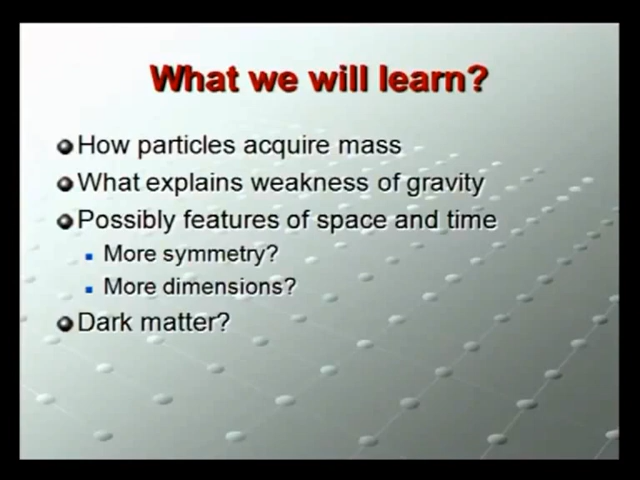 What we will learn?
How particles acquire mass
What explains weakness of gravity
Possibly features of space and time
More symmetry?
More dimensions?
Dark matter?